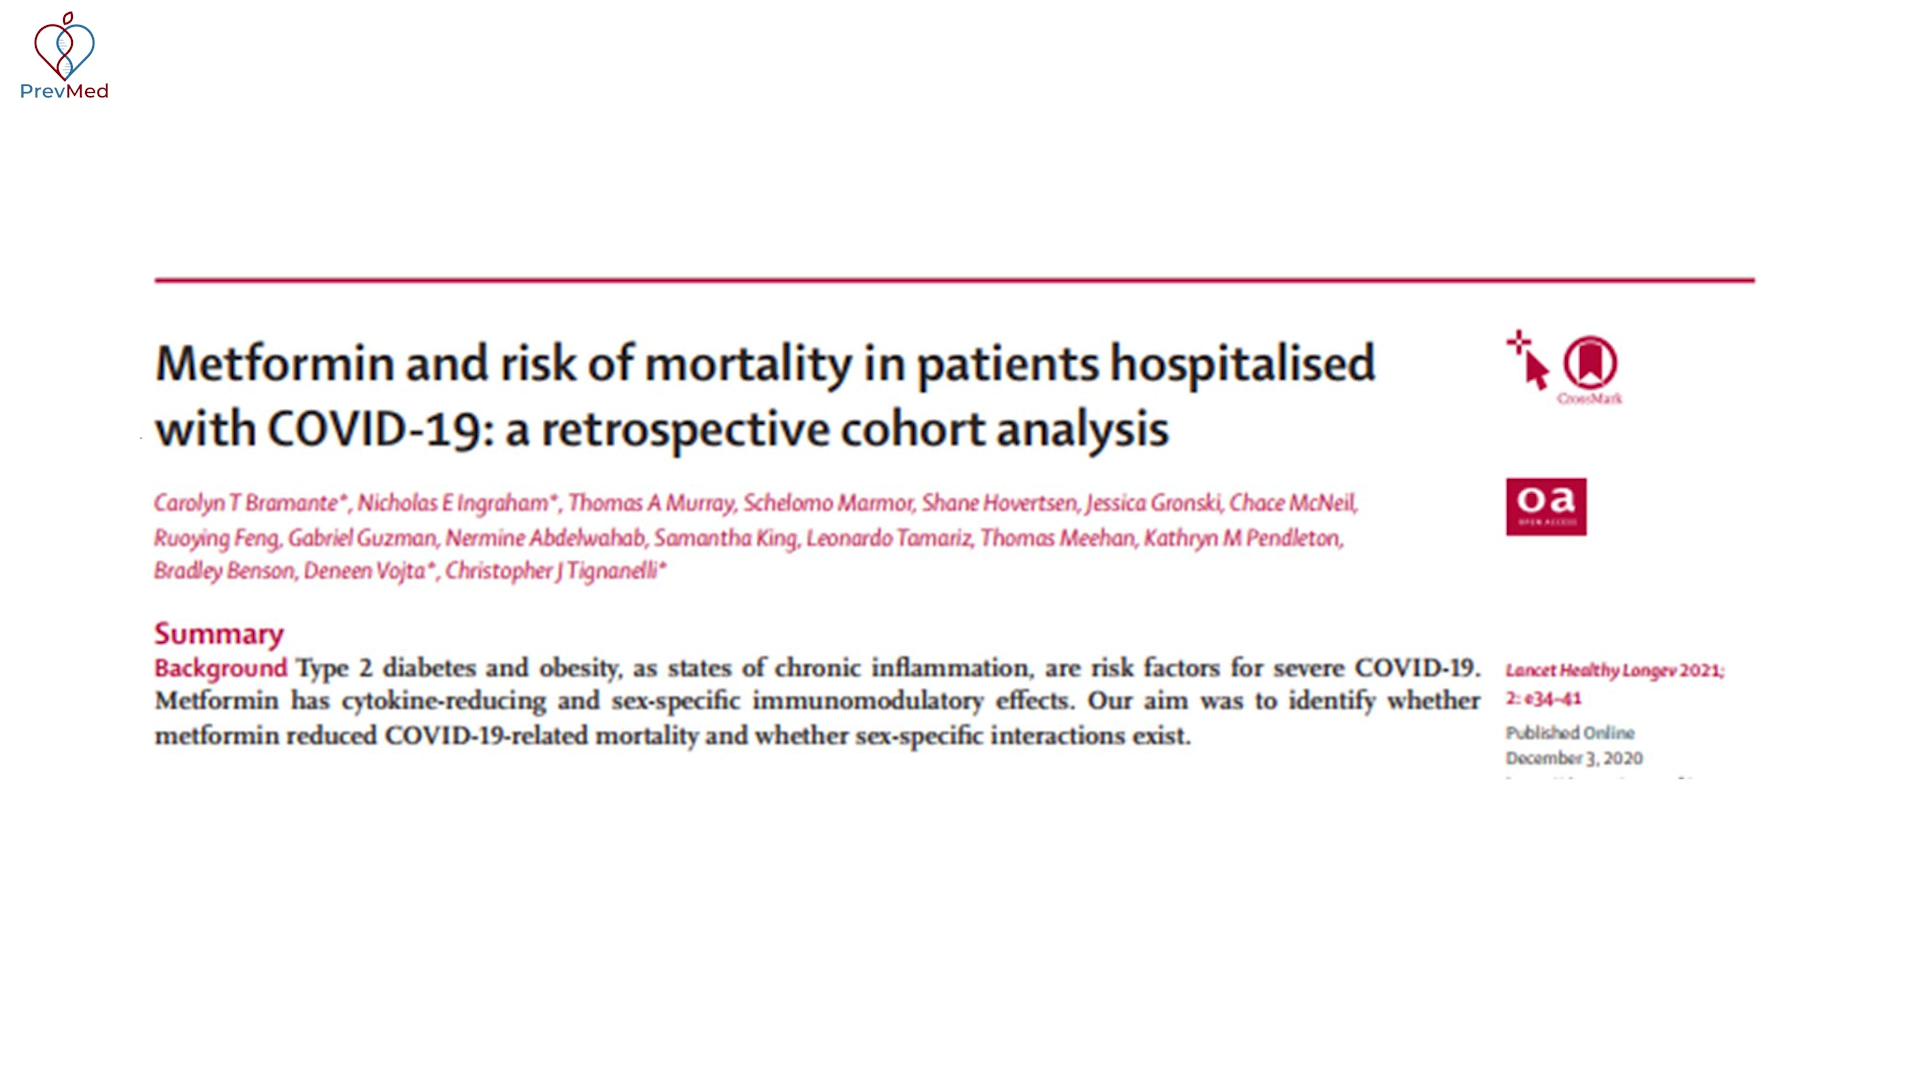 PrevMed
Metformin and risk of mortality in patients hospitalised
with COVID-19: a retrospective cohort analysis
CrossMark
oa
OPEN ACCESS
Carolyn T Bramante*, Nicholas E Ingraham*, Thomas A Murray, Schelomo Marmor, Shane Hovertsen, Jessica Gronski, Chace McNeil,
Ruoying Feng, Gabriel Guzman, Nermine Abdelwahab, Samantha King, Leonardo Tamariz, Thomas Meehan, Kathryn M Pendleton,
Bradley Benson, Deneen Vojta*, Christopher J Tignanelli*
Summary
Background Type 2 diabetes and obesity, as states of chronic inflammation, are risk factors for severe COVID-19.
Metformin has cytokine-reducing and sex-specific immunomodulatory effects. Our aim was to identify whether
metformin reduced COVID-19-related mortality and whether sex-specific interactions exist.
Lancet Healthy Longev 2021;
2: e34–41
Published Online
December 3, 2020